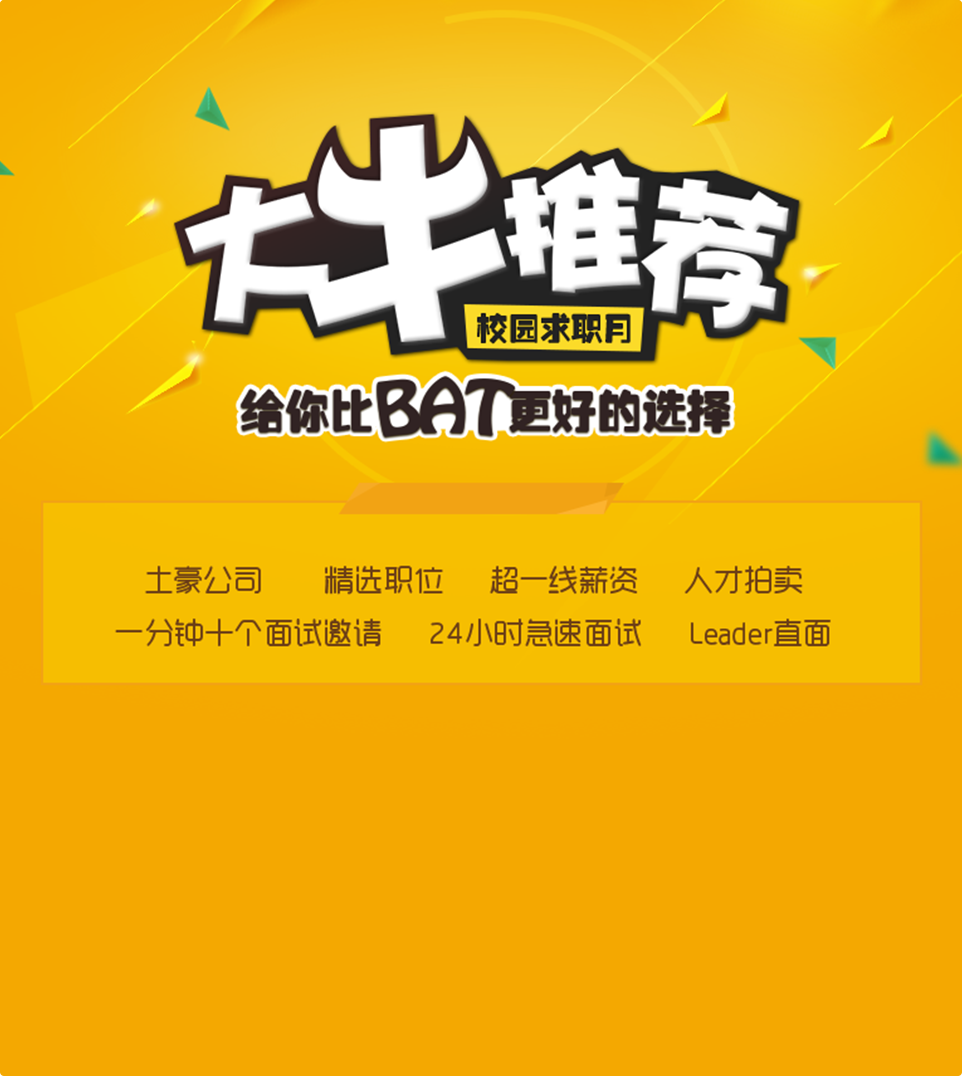 大牛推荐
校园求职月
给你比BAT更好的选择
土豪公司 精选职位 超一线薪资 人才拍卖
一分钟十个面试邀请 24小时急速面试 Leader直面